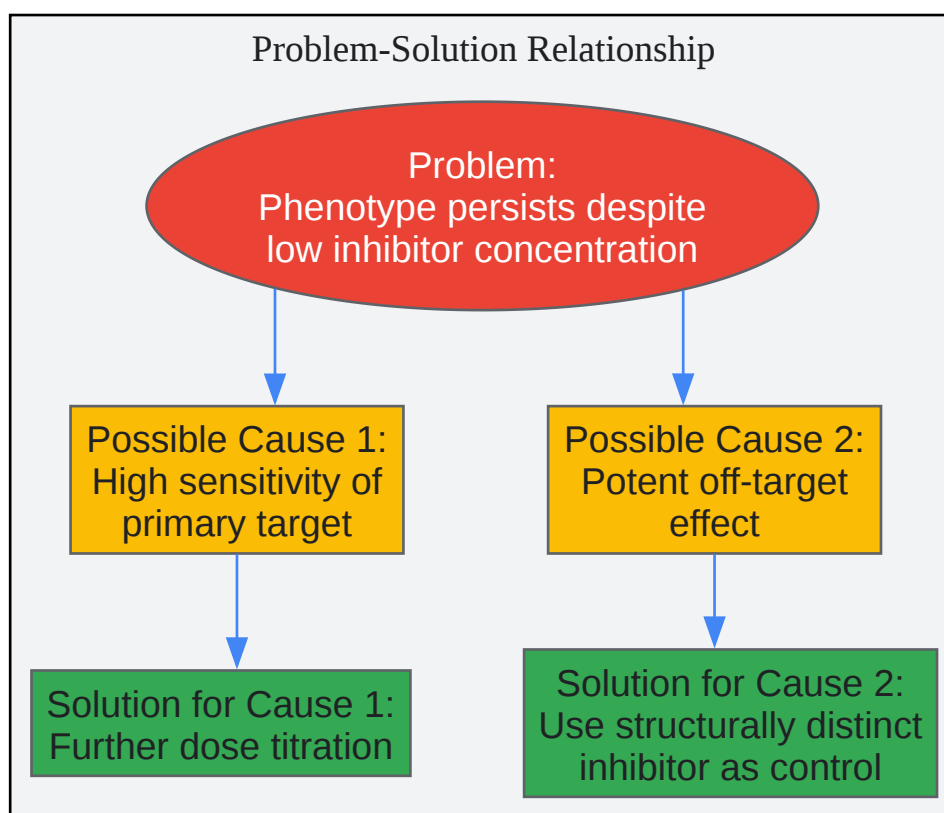 Problem-Solution Relationship
Problem:
Phenotype persists despite
low inhibitor concentration
Possible Cause 1:
High sensitivity of
primary target
Possible Cause 2:
Potent off-target
effect
Solution for Cause 1:
Further dose titration
Solution for Cause 2:
Use structurally distinct
inhibitor as control